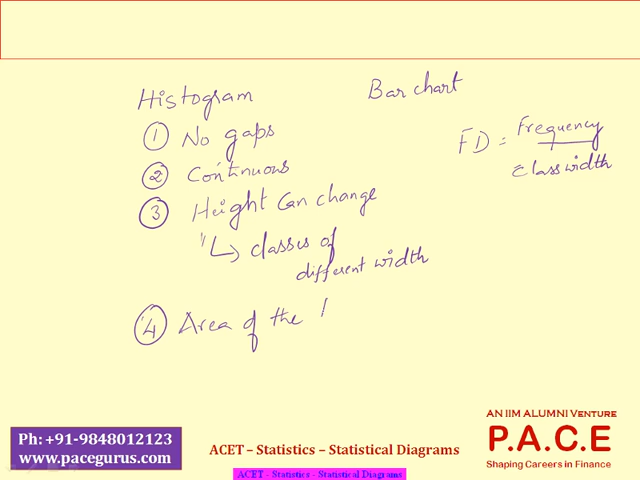 Histogram
Bar chart
1 No gaps
FD = Frequency
Class width
2 Continuous
3 Height Can change
↳ classes of
different width
4 Area of the
AN IIM ALUMNI VENTURE
P.A.C.E
Shaping Careers in Finance
Ph: +91-9848012123
www.pacegurus.com
ACET – Statistics – Statistical Diagrams
ACET - Statistics - Statistical Diagrams